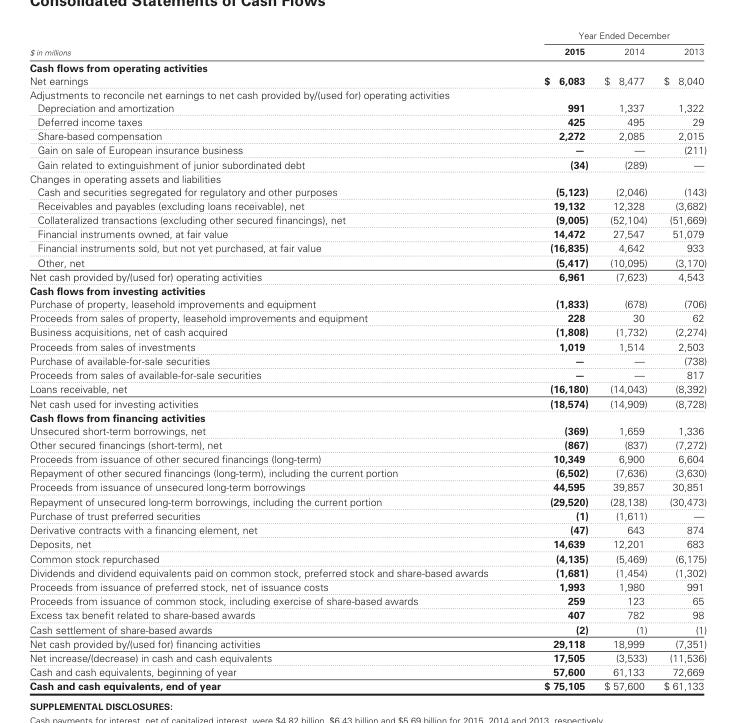 Consolidated Statements of Cash Flows
Year Ended December
$ in millions 2015 2014 2013
Cash flows from operating activities
Net earnings $ 6,083 $ 8,477 $ 8,040
Adjustments to reconcile net earnings to net cash provided by/(used for) operating activities
Depreciation and amortization 991 1,337 1,322
Deferred income taxes 425 495 29
Share-based compensation 2,272 2,085 2,015
Gain on sale of European insurance business — — (211)
Gain related to extinguishment of junior subordinated debt (34) (289) —
Changes in operating assets and liabilities
Cash and securities segregated for regulatory and other purposes (5,123) (2,046) (143)
Receivables and payables (excluding loans receivable), net 19,132 12,328 (3,682)
Collateralized transactions (excluding other secured financings), net (9,005) (52,104) (51,669)
Financial instruments owned, at fair value 14,472 27,547 51,079
Financial instruments sold, but not yet purchased, at fair value (16,835) 4,642 933
Other, net (5,417) (10,095) (3,170)
Net cash provided by/(used for) operating activities 6,961 (7,623) 4,543
Cash flows from investing activities
Purchase of property, leasehold improvements and equipment (1,833) (678) (706)
Proceeds from sales of property, leasehold improvements and equipment 228 30 62
Business acquisitions, net of cash acquired (1,808) (1,732) (2,274)
Proceeds from sales of investments 1,019 1,514 2,503
Purchase of available-for-sale securities — — (738)
Proceeds from sales of available-for-sale securities — — 817
Loans receivable, net (16,180) (14,043) (8,392)
Net cash used for investing activities (18,574) (14,909) (8,728)
Cash flows from financing activities
Unsecured short-term borrowings, net (369) 1,659 1,336
Other secured financings (short-term), net (867) (837) (7,272)
Proceeds from issuance of other secured financings (long-term) 10,349 6,900 6,604
Repayment of other secured financings (long-term), including the current portion (6,502) (7,636) (3,630)
Proceeds from issuance of unsecured long-term borrowings 44,595 39,857 30,851
Repayment of unsecured long-term borrowings, including the current portion (29,520) (28,138) (30,473)
Purchase of trust preferred securities (1) (1,611) —
Derivative contracts with a financing element, net (47) 643 874
Deposits, net 14,639 12,201 683
Common stock repurchased (4,135) (5,469) (6,175)
Dividends and dividend equivalents paid on common stock, preferred stock and share-based awards (1,681) (1,454) (1,302)
Proceeds from issuance of preferred stock, net of issuance costs 1,993 1,980 991
Proceeds from issuance of common stock, including exercise of share-based awards 259 123 65
Excess tax benefit related to share-based awards 407 782 98
Cash settlement of share-based awards (2) (1) (1)
Net cash provided by/(used for) financing activities 29,118 18,999 (7,351)
Net increase/(decrease) in cash and cash equivalents 17,505 (3,533) (11,536)
Cash and cash equivalents, beginning of year 57,600 61,133 72,669
Cash and cash equivalents, end of year $ 75,105 $ 57,600 $ 61,133
SUPPLEMENTAL DISCLOSURES:
Cash payments for interest, net of capitalized interest, were $4.82 billion, $6.43 billion and $5.69 billion for 2015, 2014 and 2013, respectively.